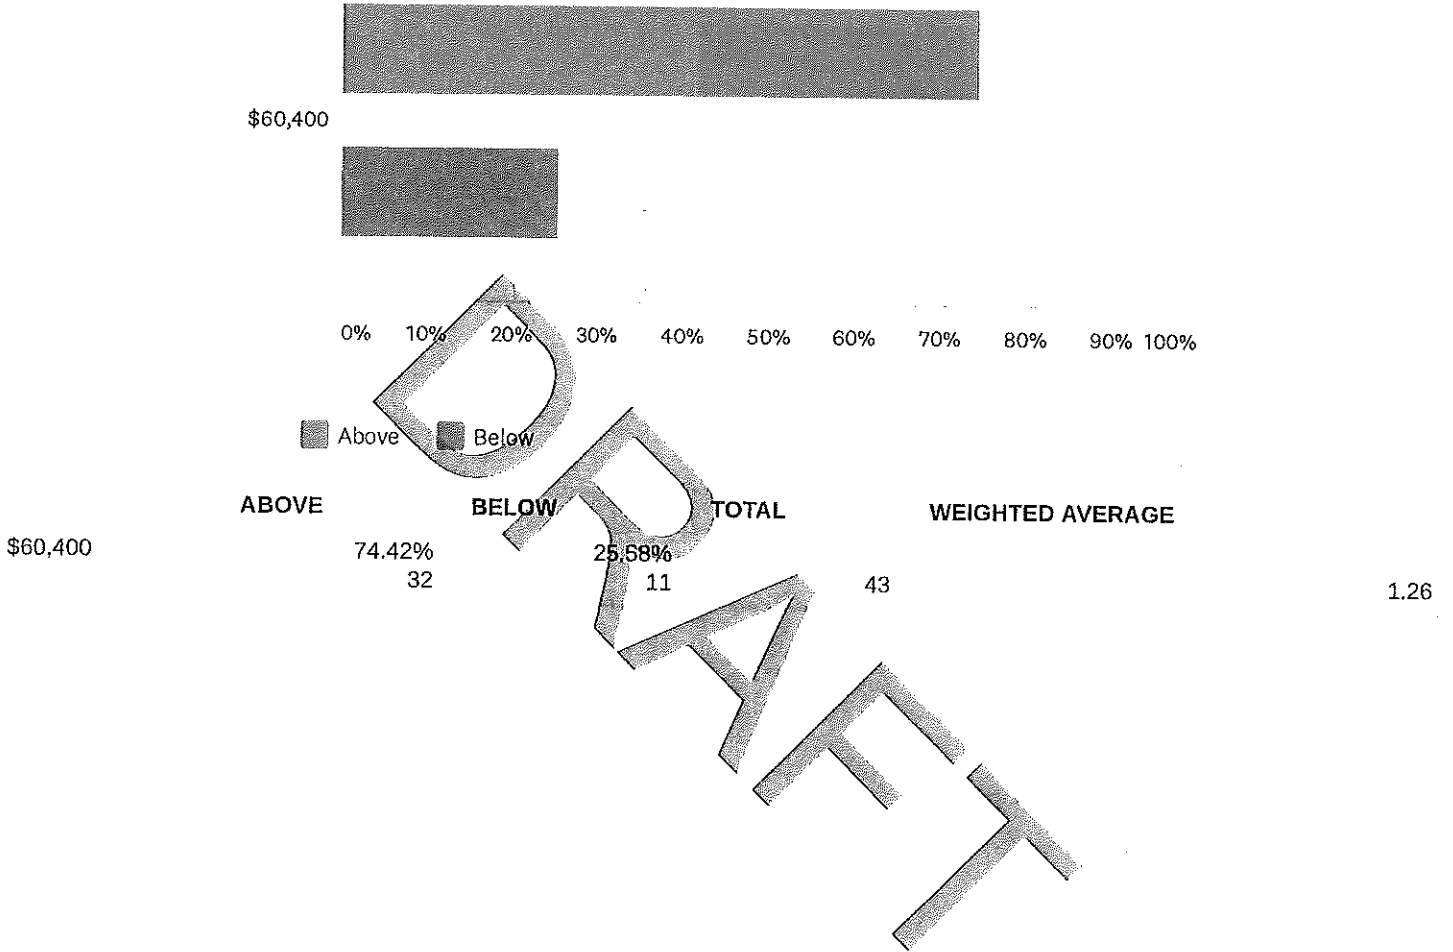 $60,400
0% 10% 20% 30% 40% 50% 60% 70% 80% 90% 100%
Above Below
ABOVE BELOW TOTAL WEIGHTED AVERAGE
$60,400 74.42% 25.58%
32 11 43 1.26
DRAFT